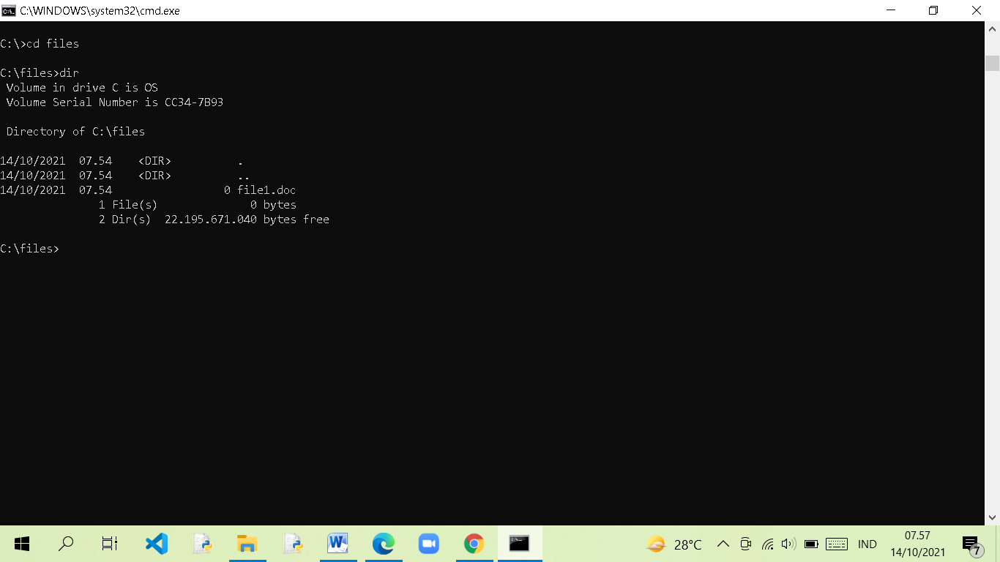 C:\WINDOWS\system32\cmd.exe
C:\>cd files
C:\files>dir
 Volume in drive C is OS
 Volume Serial Number is CC34-7B93
 Directory of C:\files
14/10/2021  07.54    <DIR>          .
14/10/2021  07.54    <DIR>          ..
14/10/2021  07.54                 0 file1.doc
               1 File(s)              0 bytes
               2 Dir(s)  22.195.671.040 bytes free
C:\files>
28°C
IND
07.57
14/10/2021
7